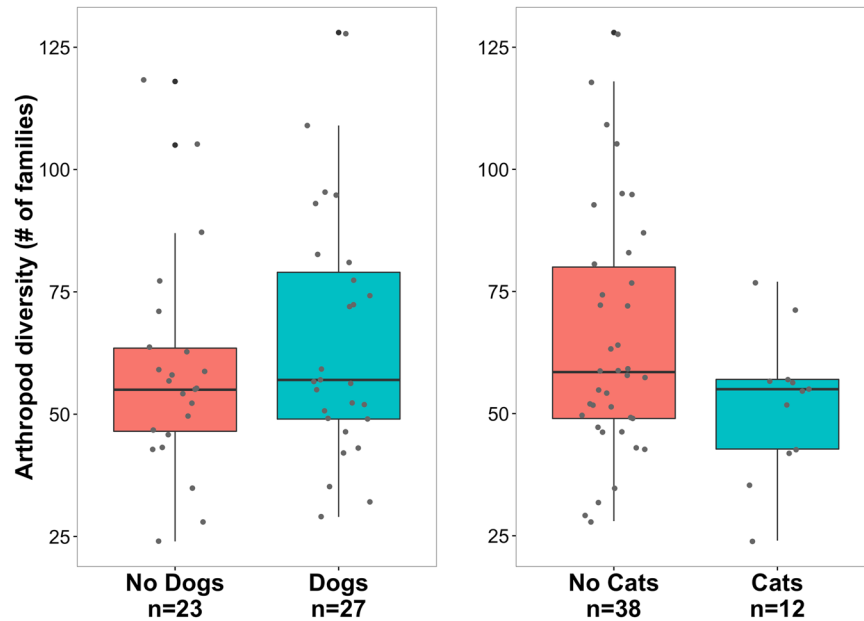 Arthropod diversity (# of families)
125
100
75
50
25
No Dogs
n=23
Dogs
n=27
125
100
75
50
25
No Cats
n=38
Cats
n=12